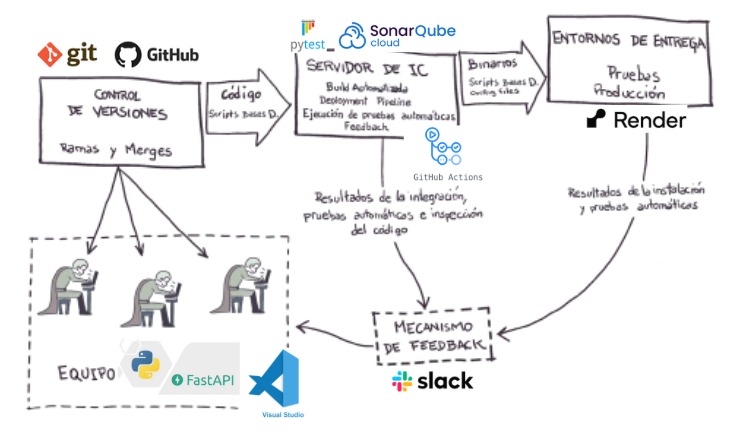 git GitHub
CONTROL
DE VERSIONES
Ramas y Merges
Código
Scripts Bases D.
pytest
SonarQube
cloud
SERVIDOR DE IC
Build Automatizada
Deployment Pipeline
Ejecución de pruebas automáticas
Feedback
GitHub Actions
Binarios
Scripts Bases D.
Config files
ENTORNOS DE ENTREGA
Pruebas
Producción
Render
Resultados de la integración,
pruebas automáticas e inspección
del código
Resultados de la instalación
y pruebas automáticas
MECANISMO
DE FEEDBACK
slack
EQUIPO
FastAPI
Visual Studio